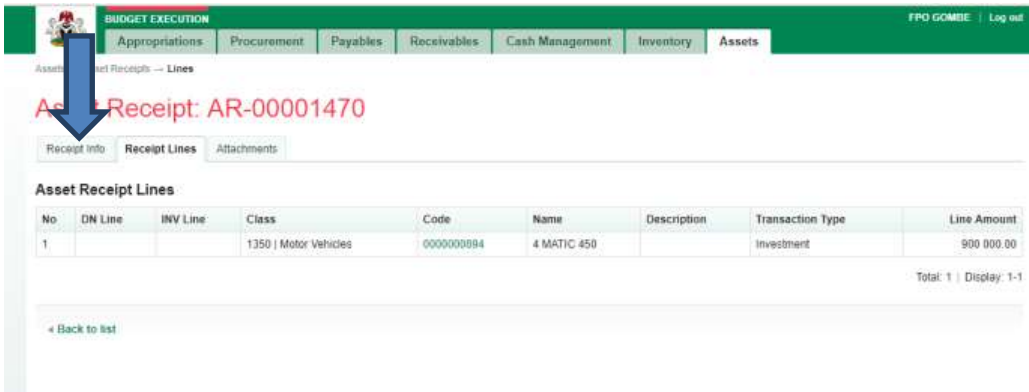 BUDGET EXECUTION
FPO GOMBE | Log out
Appropriations Procurement Payables Receivables Cash Management Inventory Assets
Receipts → Lines
Receipt: AR-00001470
Receipt Info Receipt Lines Attachments
Asset Receipt Lines
No DN Line INV Line Class Code Name Description Transaction Type Line Amount
1 1350 | Motor Vehicles 0000000894 4 MATIC 450 Investment 900 000.00
Total: 1 | Display: 1-1
« Back to list